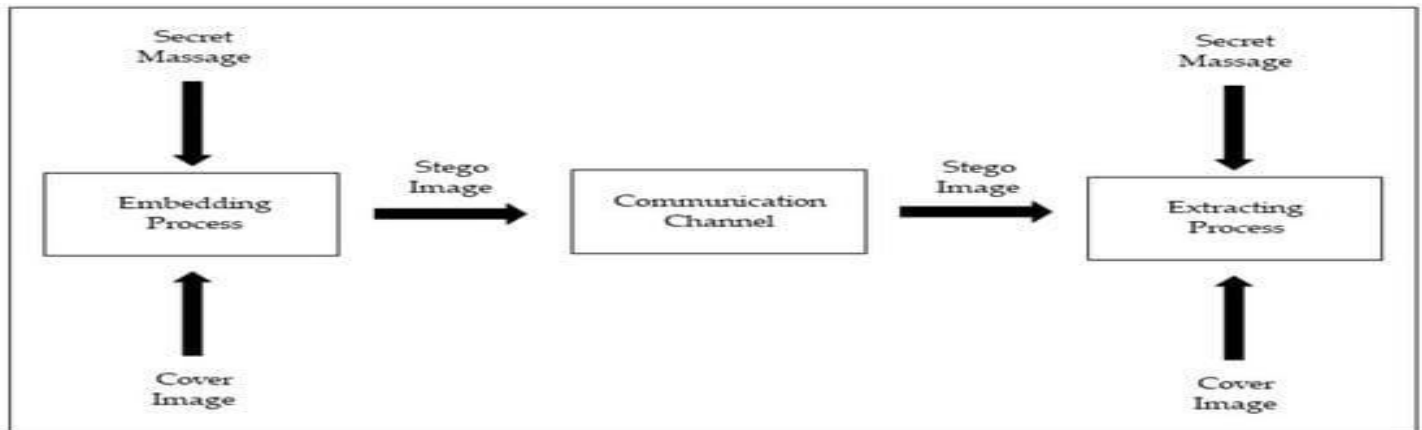 Secret
Massage
Secret
Massage
Stego
Image
Stego
Image
Embedding
Process
Communication
Channel
Extracting
Process
Cover
Image
Cover
Image